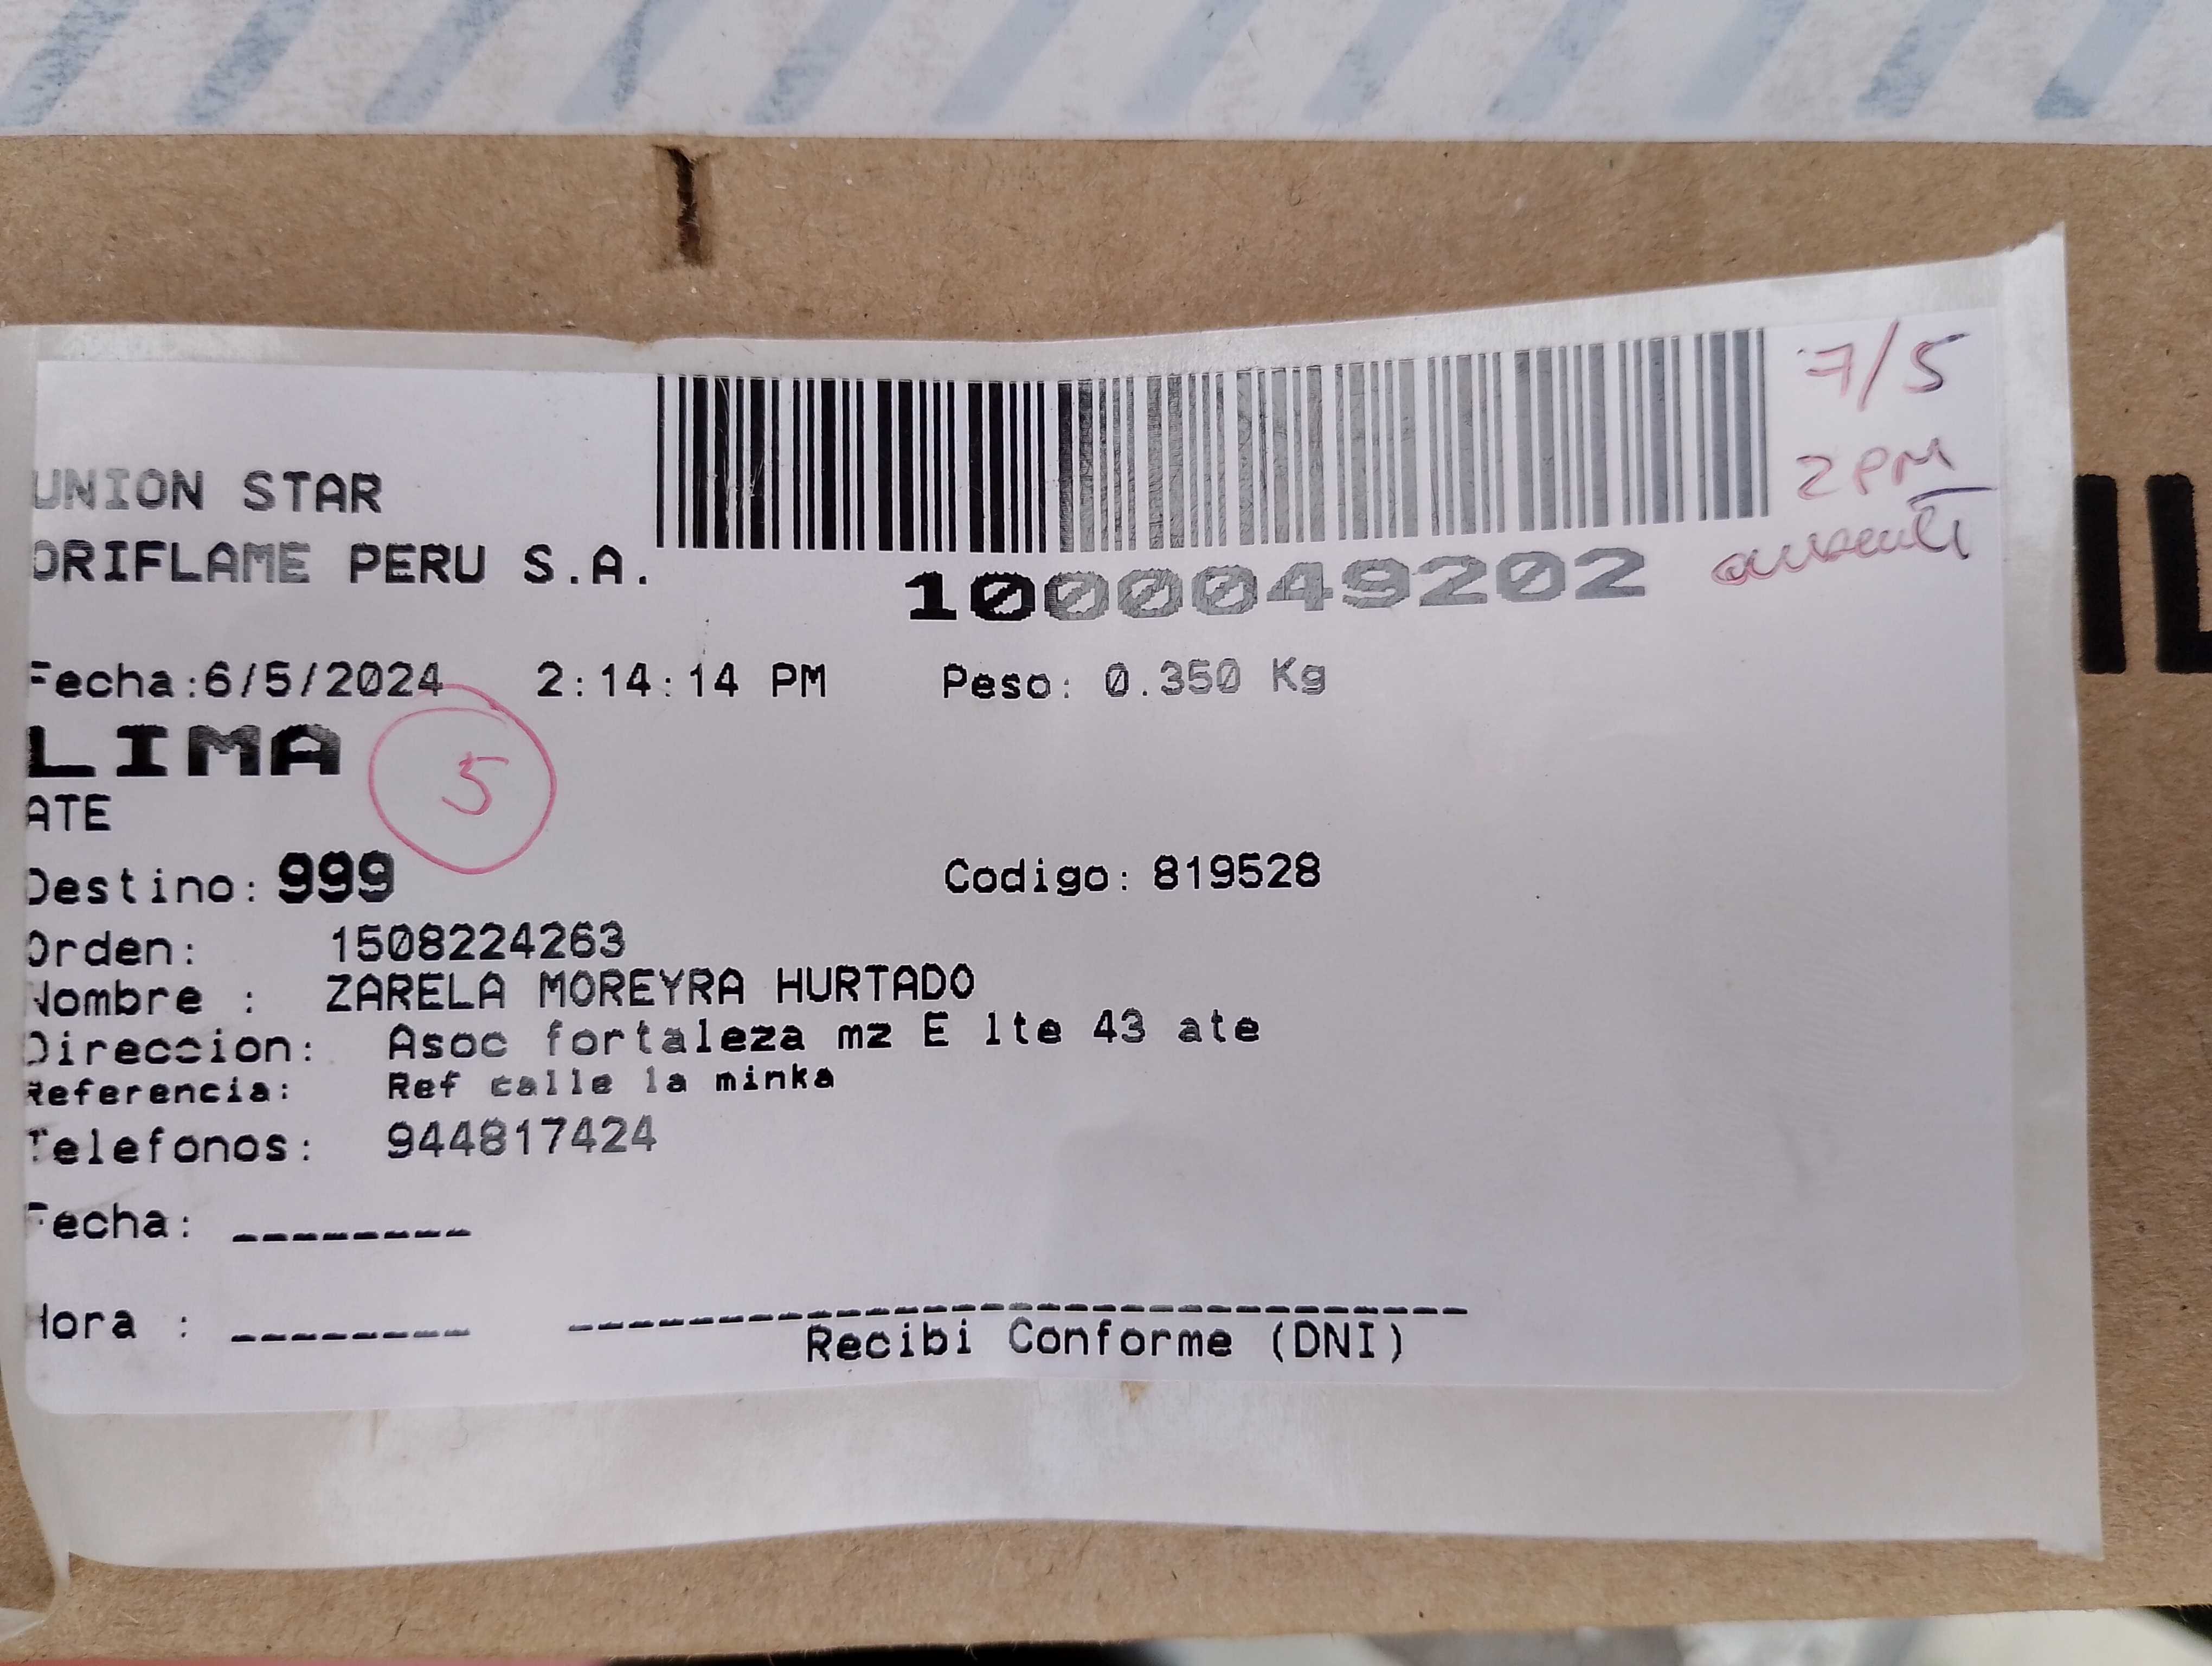 7/5
2PM
ausente
UNION STAR
ORIFLAME PERU S.A.
1000049202
Fecha:6/5/2024 2:14:14 PM Peso: 0.350 Kg
LIMA
5
ATE
Destino: 999 Codigo: 819528
Orden: 1508224263
Nombre : ZARELA MOREYRA HURTADO
Direccion: Asoc fortaleza mz E lte 43 ate
Referencia: Ref calle la minka
Telefonos: 944817424
Fecha: ________
Hora : ________
Recibi Conforme (DNI)